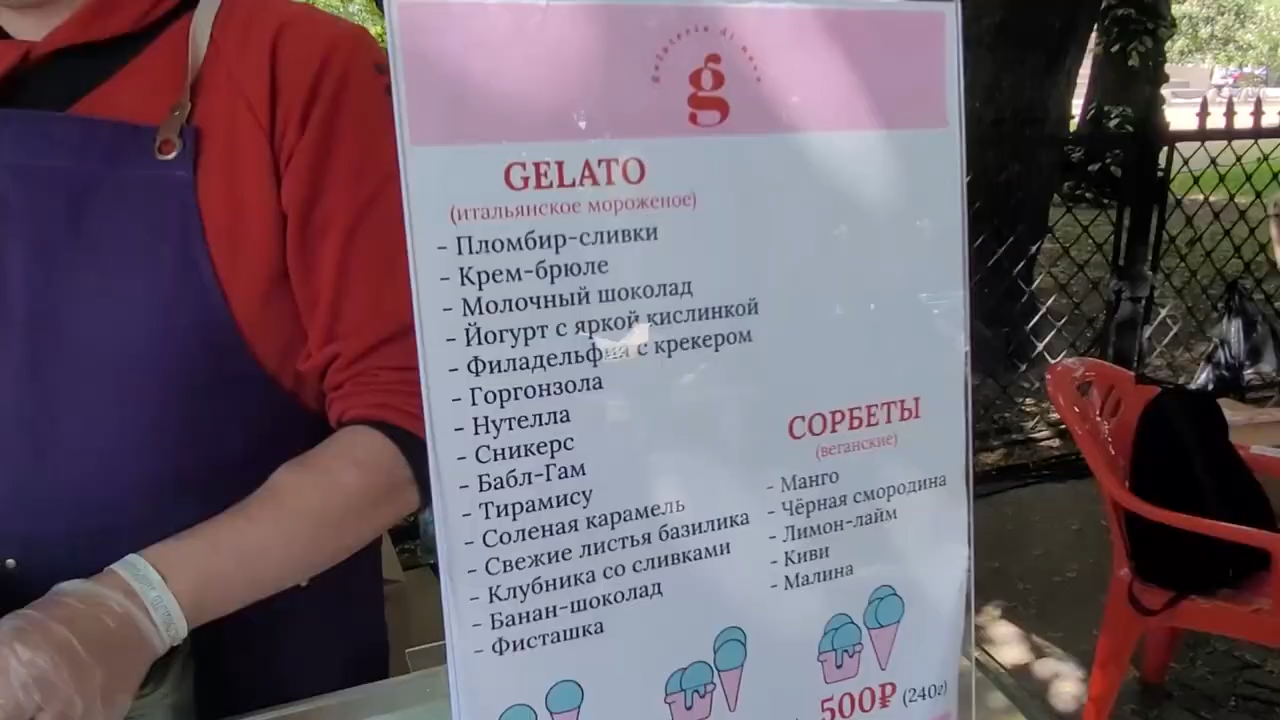 g
GELATO
(итальянское мороженое)
- Пломбир-сливки
- Крем-брюле
- Молочный шоколад
- Йогурт с яркой кислинкой
- Филадельфия с крекером
- Горгонзола
- Нутелла
- Сникерс
- Бабл-Гам
- Тирамису
- Соленая карамель
- Свежие листья базилика
- Клубника со сливками
- Банан-шоколад
- Фисташка
СОРБЕТЫ
(веганские)
- Манго
- Чёрная смородина
- Лимон-лайм
- Киви
- Малина
500₽ (240г)